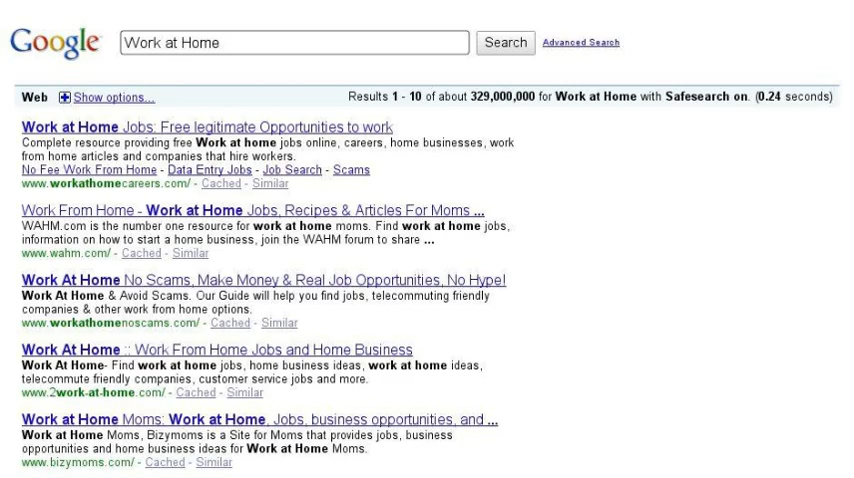 Google Work at Home Search Advanced Search
Web Show options... Results 1 - 10 of about 329,000,000 for Work at Home with Safesearch on. (0.24 seconds)
Work at Home Jobs: Free legitimate Opportunities to work
Complete resource providing free Work at home jobs online, careers, home businesses, work
from home articles and companies that hire workers.
No Fee Work From Home - Data Entry Jobs - Job Search - Scams
www.workathomecareers.com/ - Cached - Similar
Work From Home - Work at Home Jobs, Recipes & Articles For Moms ...
WAHM.com is the number one resource for work at home moms. Find work at home jobs,
information on how to start a home business, join the WAHM forum to share ...
www.wahm.com/ - Cached - Similar
Work At Home No Scams, Make Money & Real Job Opportunities, No Hype!
Work At Home & Avoid Scams. Our Guide will help you find jobs, telecommuting friendly
companies & other work from home options.
www.workathomenoscams.com/ - Cached - Similar
Work At Home :: Work From Home Jobs and Home Business
Work At Home- Find work at home jobs, home business ideas, work at home ideas,
telecommute friendly companies, customer service jobs and more.
www.2work-at-home.com/ - Cached - Similar
Work at Home Moms: Work at Home, Jobs, business opportunities, and ...
Work at Home Moms, Bizymoms is a Site for Moms that provides jobs, business
opportunities and home business ideas for Work at Home Moms.
www.bizymoms.com/ - Cached - Similar